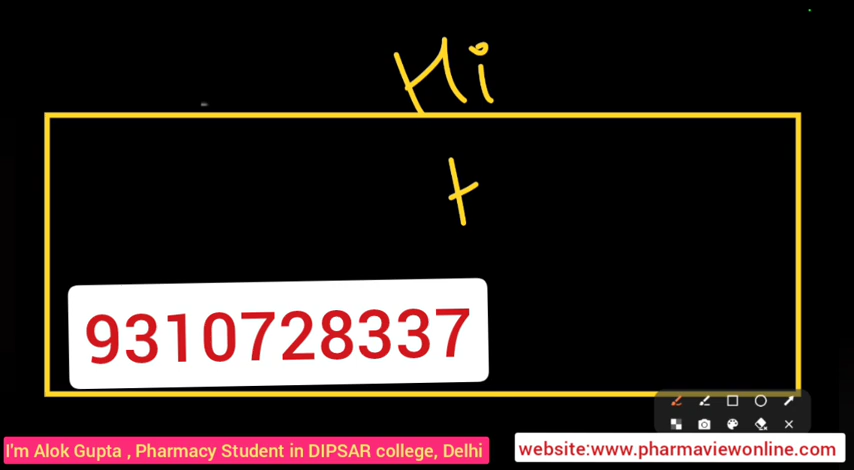 Hi
+
9310728337
I'm Alok Gupta , Pharmacy Student in DIPSAR college, Delhi
website:www.pharmaviewonline.com